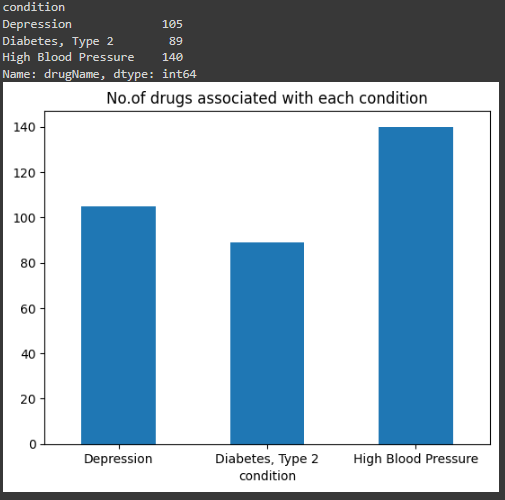 condition
Depression 105
Diabetes, Type 2 89
High Blood Pressure 140
Name: drugName, dtype: int64
No.of drugs associated with each condition
140
120
100
80
60
40
20
0
Depression Diabetes, Type 2 High Blood Pressure
condition